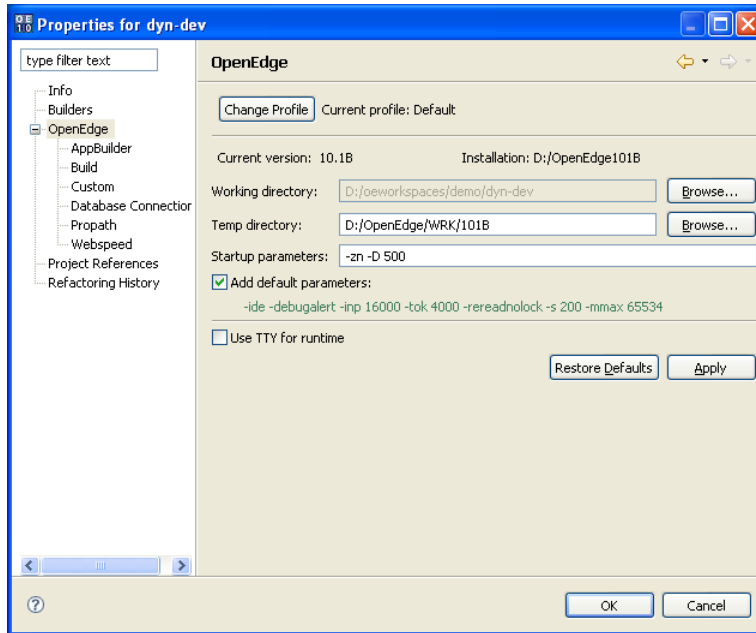 Properties for dyn-dev
type filter text
OpenEdge
Info
Builders
OpenEdge
AppBuilder
Build
Custom
Database Connection
Propath
Webspeed
Project References
Refactoring History
Change Profile Current profile: Default
Current version: 10.1B Installation: D:/OpenEdge101B
Working directory: D:/oeworkspaces/demo/dyn-dev Browse...
Temp directory: D:/OpenEdge/WRK/101B Browse...
Startup parameters: -zn -D 500
Add default parameters:
-ide -debugalert -inp 16000 -tok 4000 -rereadnolock -s 200 -mmax 65534
Use TTY for runtime
Restore Defaults Apply
OK Cancel